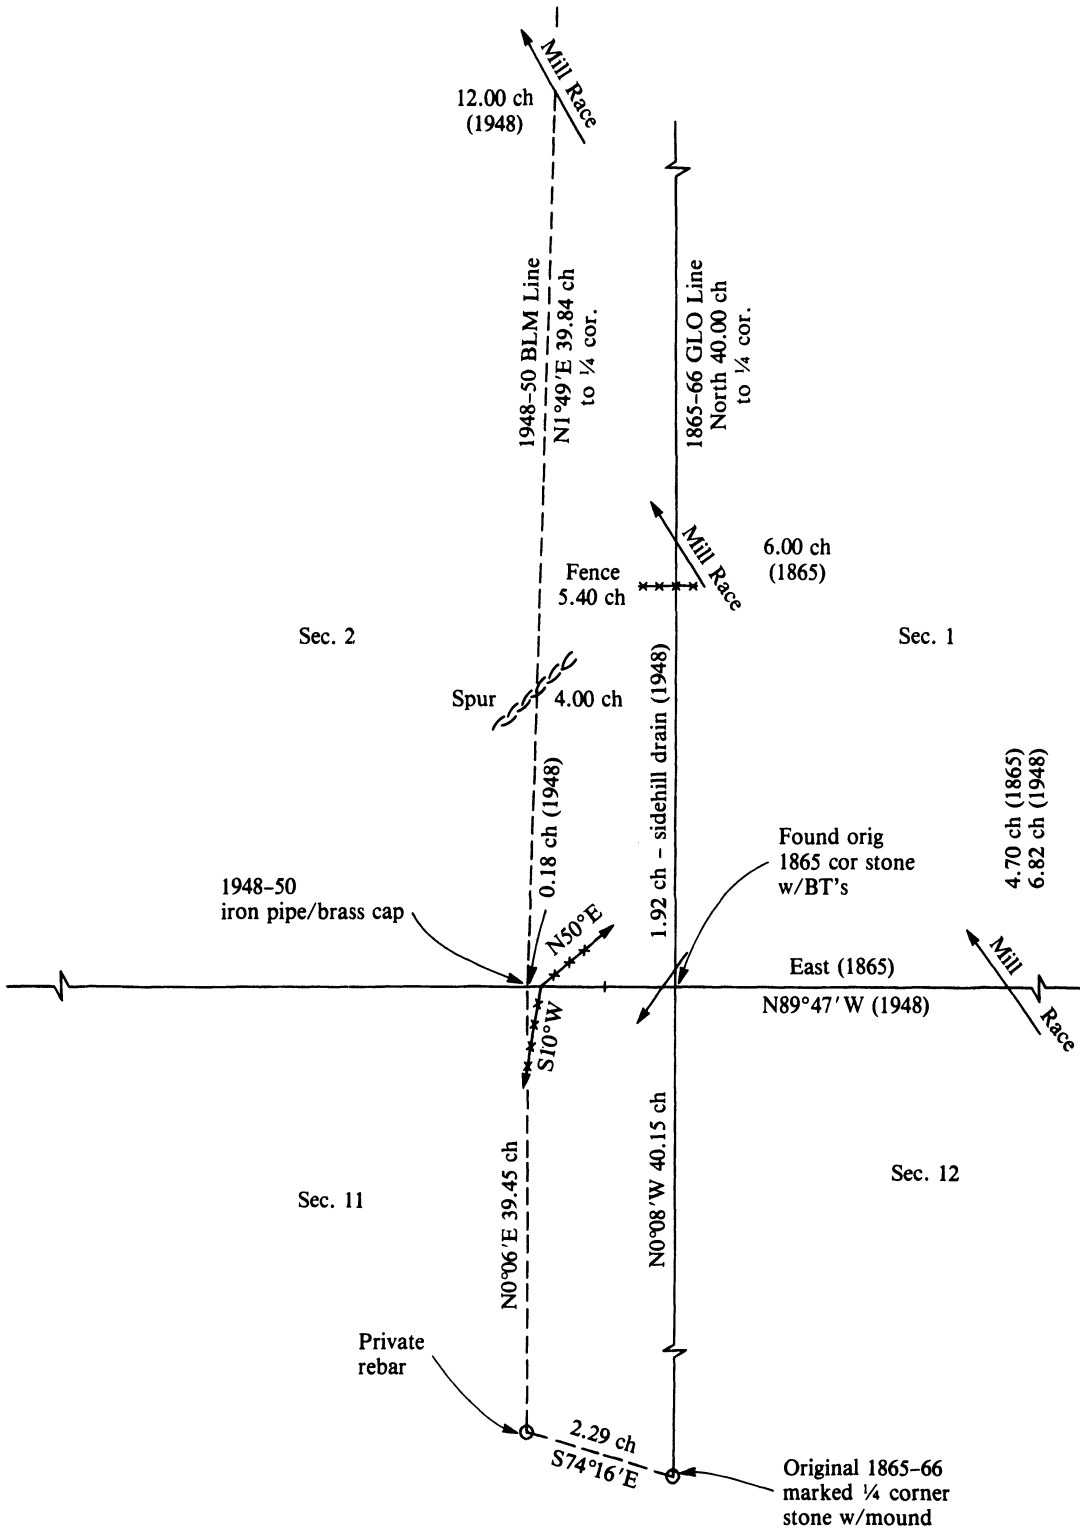 Mill Race
12.00 ch
(1948)
1948–50 BLM Line
N1°49′E 39.84 ch
to ¼ cor.
1865–66 GLO Line
North 40.00 ch
to ¼ cor.
Mill Race
6.00 ch
(1865)
Fence
5.40 ch
Sec. 2
Sec. 1
Spur
4.00 ch
0.18 ch (1948)
1.92 ch – sidehill drain (1948)
4.70 ch (1865)
6.82 ch (1948)
Found orig
1865 cor stone
w/BT's
1948–50
iron pipe/brass cap
N50°E
East (1865)
N89°47′W (1948)
Mill Race
S10°W
N0°06′E 39.45 ch
N0°08′W 40.15 ch
Sec. 11
Sec. 12
Private
rebar
2.29 ch
S74°16′E
Original 1865–66
marked ¼ corner
stone w/mound